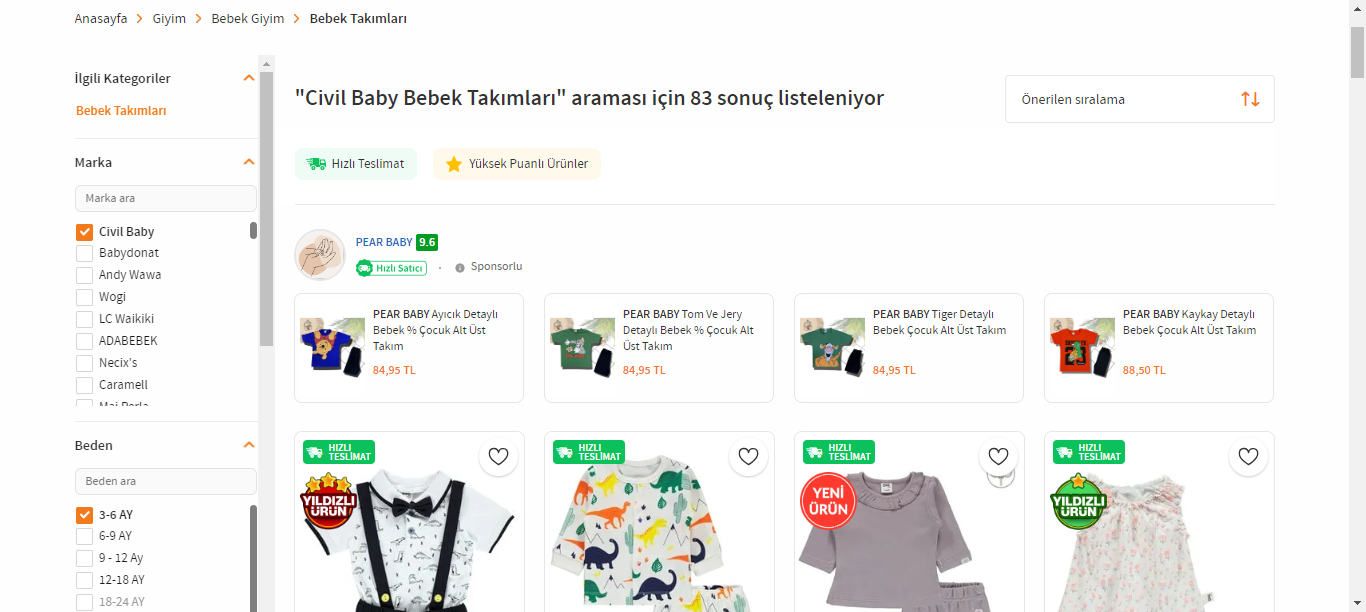 Anasayfa > Giyim > Bebek Giyim > Bebek Takımları
İlgili Kategoriler
Bebek Takımları
Marka
Marka ara
Civil Baby
Babydonat
Andy Wawa
Wogi
LC Waikiki
ADABEBEK
Necix's
Caramell
Beden
Beden ara
3-6 AY
6-9 AY
9 - 12 Ay
12-18 AY
18-24 AY
"Civil Baby Bebek Takımları" araması için 83 sonuç listeleniyor
Önerilen sıralama
Hızlı Teslimat
Yüksek Puanlı Ürünler
PEAR BABY 9.6
Hızlı Satıcı
Sponsorlu
PEAR BABY Ayıcık Detaylı
Bebek % Çocuk Alt Üst
Takım
84,95 TL
PEAR BABY Tom Ve Jery
Detaylı Bebek % Çocuk Alt
Üst Takım
84,95 TL
PEAR BABY Tiger Detaylı
Bebek Çocuk Alt Üst Takım
84,95 TL
PEAR BABY Kaykay Detaylı
Bebek Çocuk Alt Üst Takım
88,50 TL
HIZLI
TESLİMAT
YILDIZLI
ÜRÜN
HIZLI
TESLİMAT
HIZLI
TESLİMAT
YENİ
ÜRÜN
HIZLI
TESLİMAT
YILDIZLI
ÜRÜN